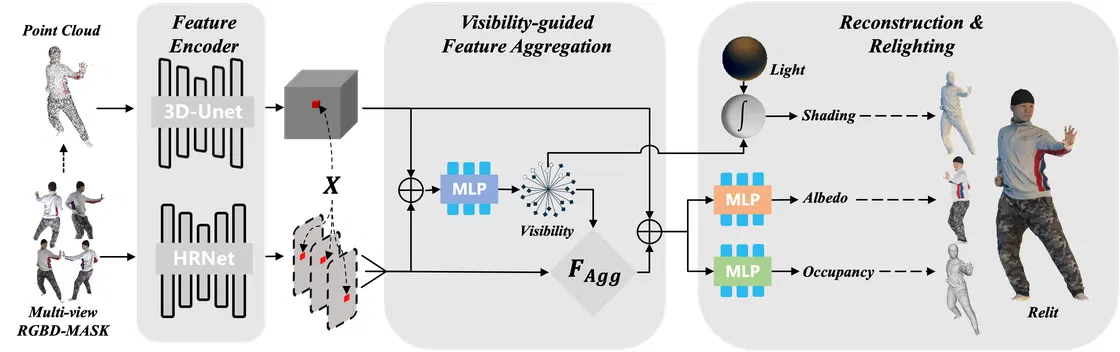 Point Cloud
Multi-view
RGBD-MASK
Feature
Encoder
3D-Unet
HRNet
X
Visibility-guided
Feature Aggregation
MLP
Visibility
F_Agg
Reconstruction &
Relighting
Light
∫
Shading
MLP
Albedo
MLP
Occupancy
Relit